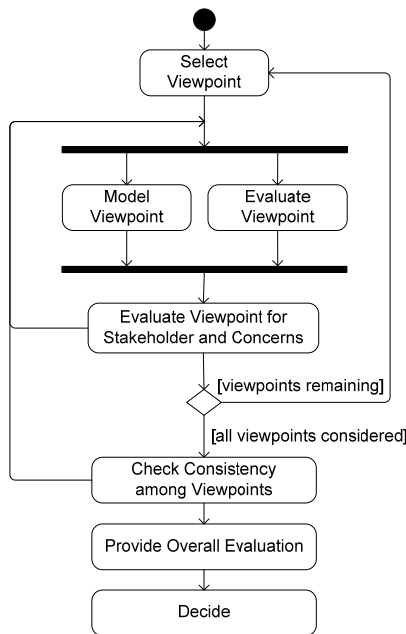 Select
Viewpoint
Model
Viewpoint
Evaluate
Viewpoint
Evaluate Viewpoint for
Stakeholder and Concerns
[viewpoints remaining]
[all viewpoints considered]
Check Consistency
among Viewpoints
Provide Overall Evaluation
Decide